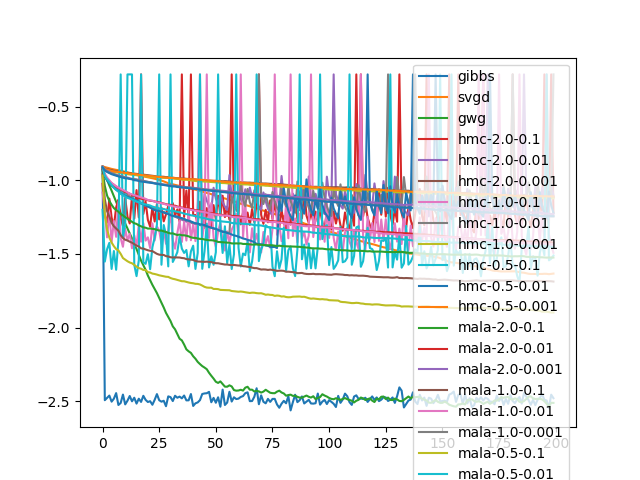 −0.5
−1.0
−1.5
−2.0
−2.5
0
25
50
75
100
125
150
175
200
gibbs
svgd
gwg
hmc-2.0-0.1
hmc-2.0-0.01
hmc-2.0-0.001
hmc-1.0-0.1
hmc-1.0-0.01
hmc-1.0-0.001
hmc-0.5-0.1
hmc-0.5-0.01
hmc-0.5-0.001
mala-2.0-0.1
mala-2.0-0.01
mala-2.0-0.001
mala-1.0-0.1
mala-1.0-0.01
mala-1.0-0.001
mala-0.5-0.1
mala-0.5-0.01